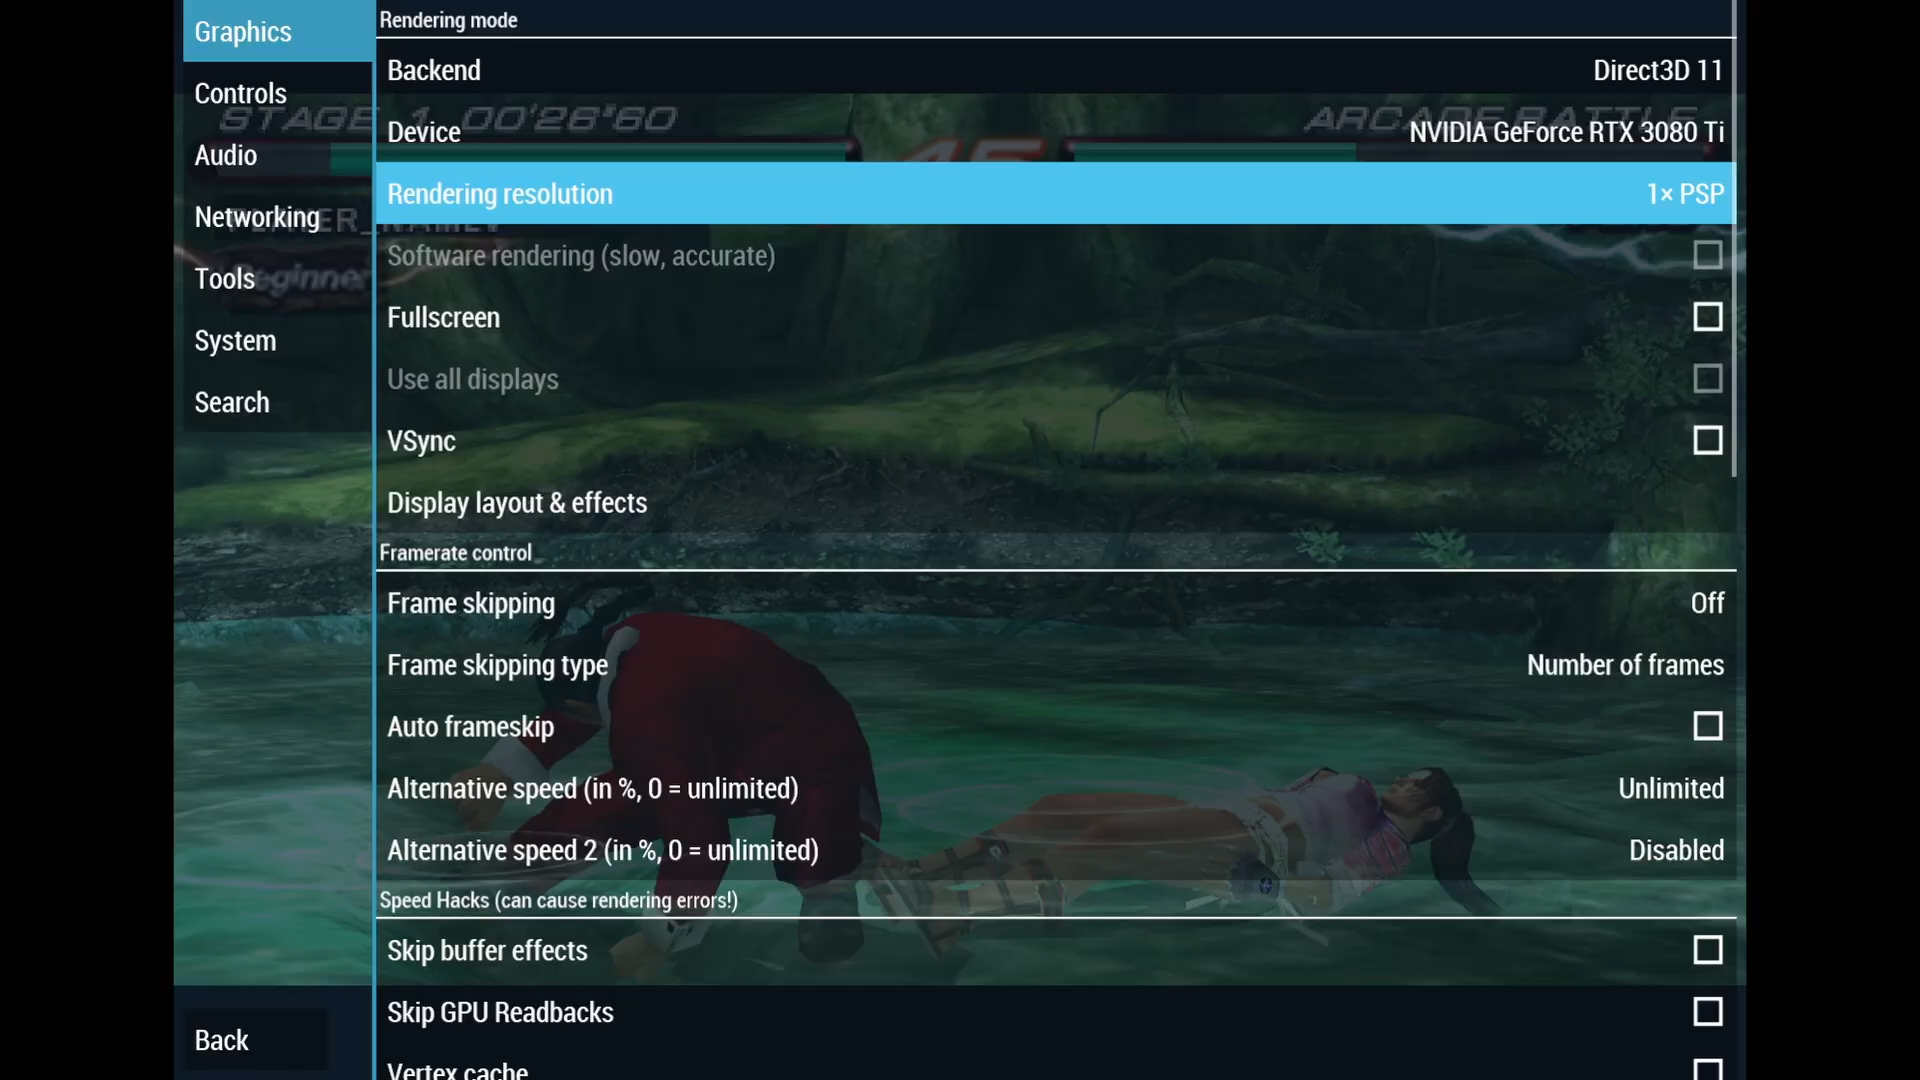 Graphics
Controls
Audio
Networking
Tools
System
Search
Back
Rendering mode
Backend Direct3D 11
Device NVIDIA GeForce RTX 3080 Ti
Rendering resolution 1× PSP
Software rendering (slow, accurate)
Fullscreen
Use all displays
VSync
Display layout & effects
Framerate control
Frame skipping Off
Frame skipping type Number of frames
Auto frameskip
Alternative speed (in %, 0 = unlimited) Unlimited
Alternative speed 2 (in %, 0 = unlimited) Disabled
Speed Hacks (can cause rendering errors!)
Skip buffer effects
Skip GPU Readbacks
Vertex cache
STAGE 1 00'26"60
ARCADE BATTLE
45
Beginner